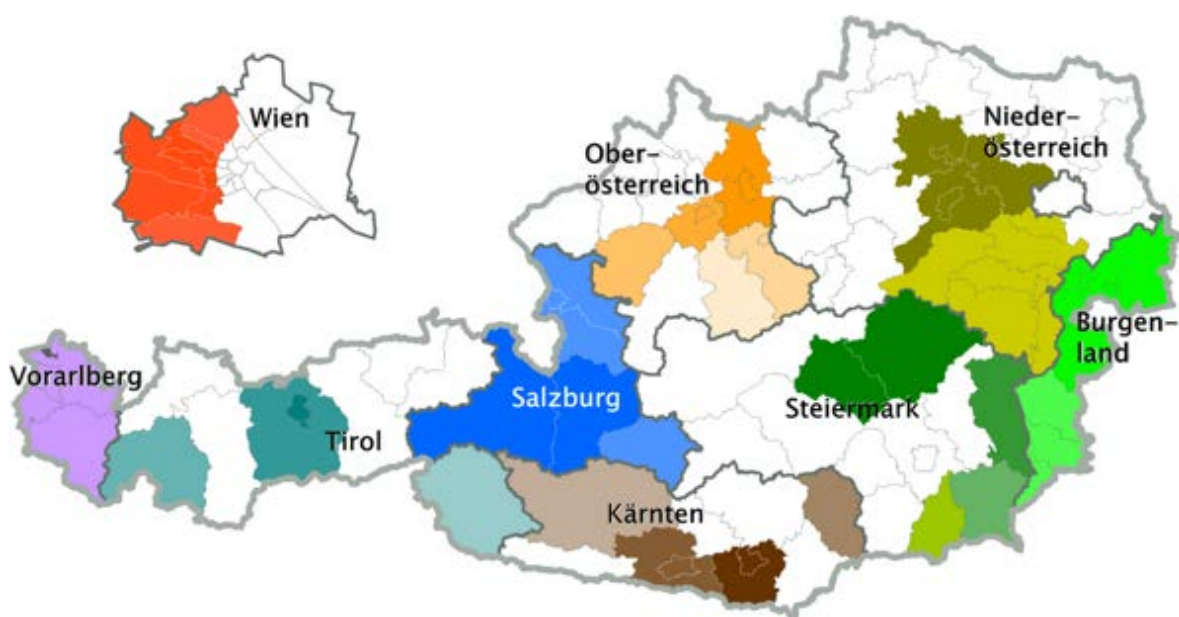 Wien
Nieder-
österreich
Ober-
österreich
Burgen-
land
Vorarlberg
Salzburg
Steiermark
Tirol
Kärnten